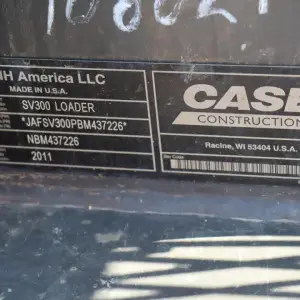 IH America LLC
MADE IN U.S.A.
SV300 LOADER
*JAFSV300PBM437226*
NBM437226
2011
CASE
CONSTRUCTION
Racine, WI 53404 U.S.A.